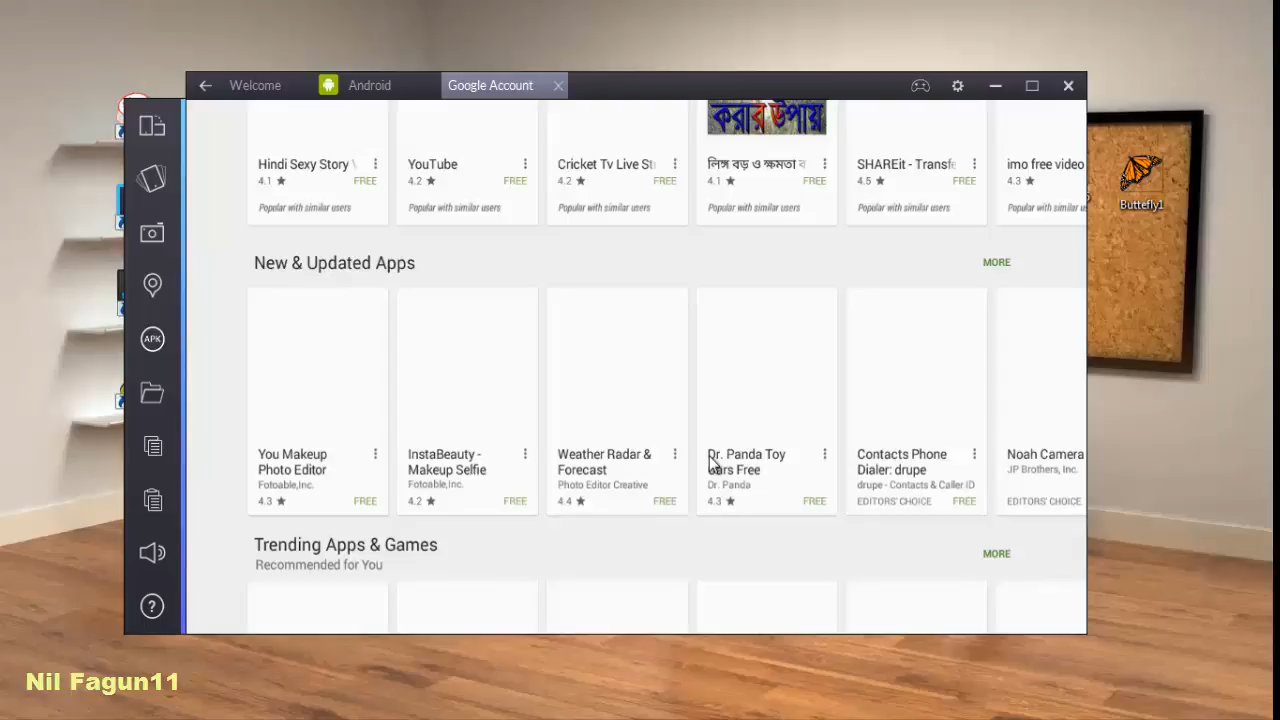 Welcome
Android
Google Account
করার উপায়
Hindi Sexy Story
4.1 ★ FREE
Popular with similar users
YouTube
4.2 ★ FREE
Popular with similar users
Cricket Tv Live St
4.2 ★ FREE
Popular with similar users
লিঙ্গ বড় ও ক্ষমতা
4.1 ★ FREE
Popular with similar users
SHAREit - Transfe
4.5 ★ FREE
Popular with similar users
imo free video
4.3 ★
Popular with similar us
New & Updated Apps
MORE
You Makeup
Photo Editor
Fotoable,Inc.
4.3 ★ FREE
InstaBeauty -
Makeup Selfie
Fotoable,Inc.
4.2 ★ FREE
Weather Radar &
Forecast
Photo Editor Creative
4.4 ★ FREE
Dr. Panda Toy
Cars Free
Dr. Panda
4.3 ★ FREE
Contacts Phone
Dialer: drupe
drupe - Contacts & Caller ID
EDITORS' CHOICE FREE
Noah Camera
JP Brothers, Inc.
EDITORS' CHOICE
Trending Apps & Games
MORE
Recommended for You
APK
Buttefly1
Nil Fagun11